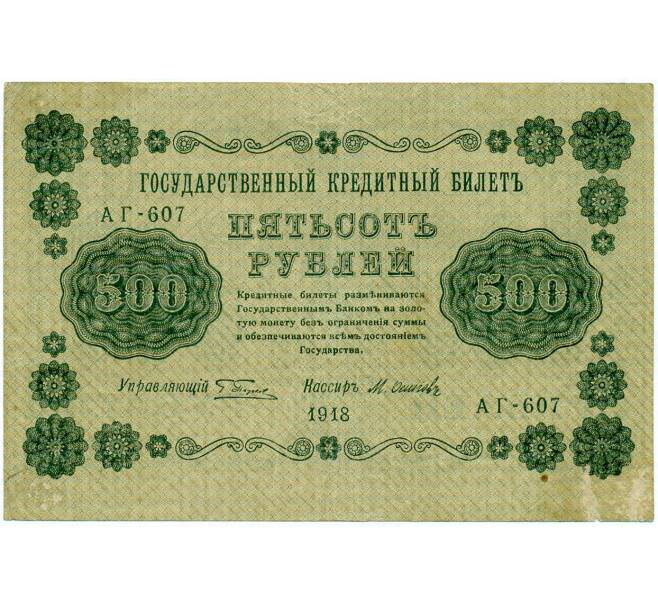 ГОСУДАРСТВЕННЫЙ КРЕДИТНЫЙ БИЛЕТЪ
АГ-607
ПЯТЬСОТЪ
РУБЛЕЙ
500 500
Кредитные билеты размѣниваются
Государственнымъ Банкомъ на золо-
тую монету безъ ограниченія суммы
и обезпечиваются всѣмъ достояніемъ
Государства.
Управляющій Кассиръ
1918
АГ-607